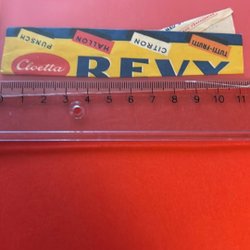 PUNSCH
HALLON
CITRON
TUTTI-FRUTTI
Cloetta
REVY
0 1 2 3 4 5 6 7 8 9 10 11